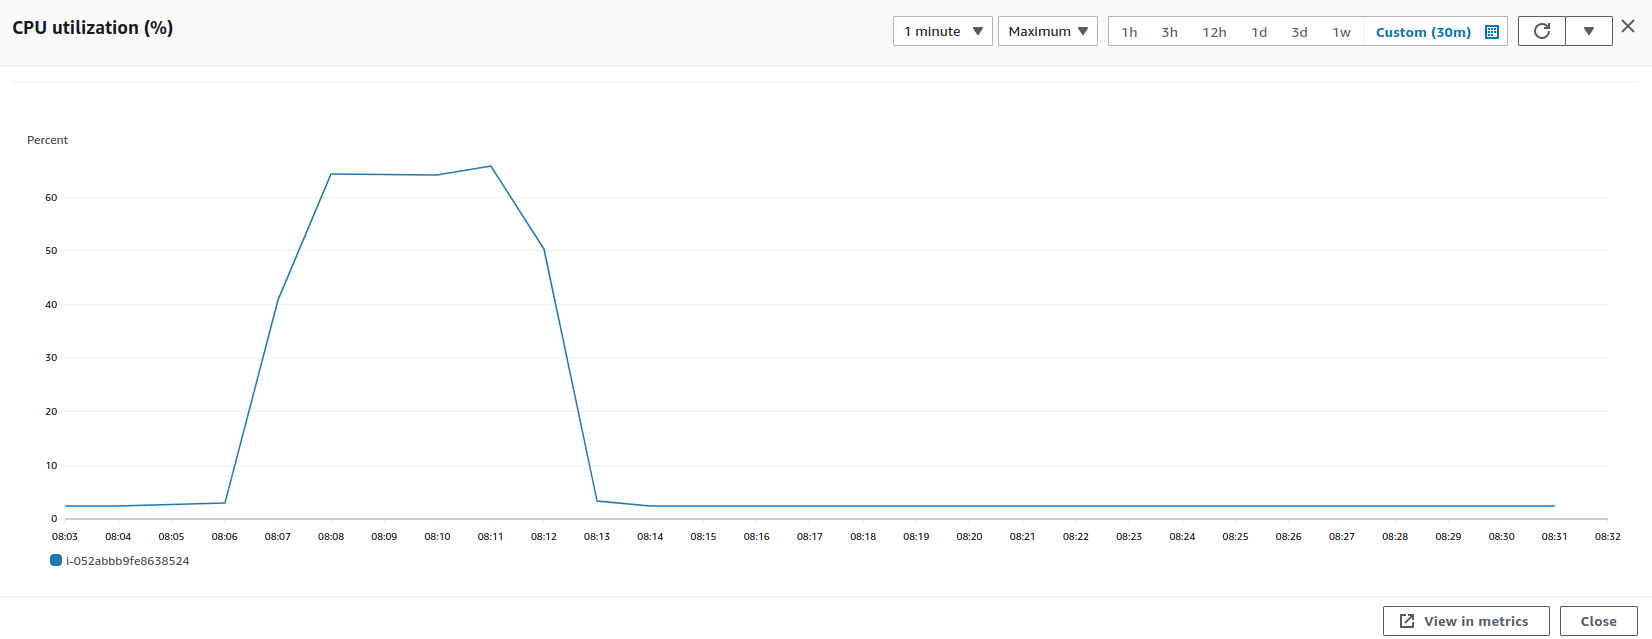 CPU utilization (%)
1 minute
Maximum
1h 3h 12h 1d 3d 1w Custom (30m)
Percent
60
50
40
30
20
10
0
08:03 08:04 08:05 08:06 08:07 08:08 08:09 08:10 08:11 08:12 08:13 08:14 08:15 08:16 08:17 08:18 08:19 08:20 08:21 08:22 08:23 08:24 08:25 08:26 08:27 08:28 08:29 08:30 08:31 08:32
i-052abbb9fe8638524
View in metrics
Close